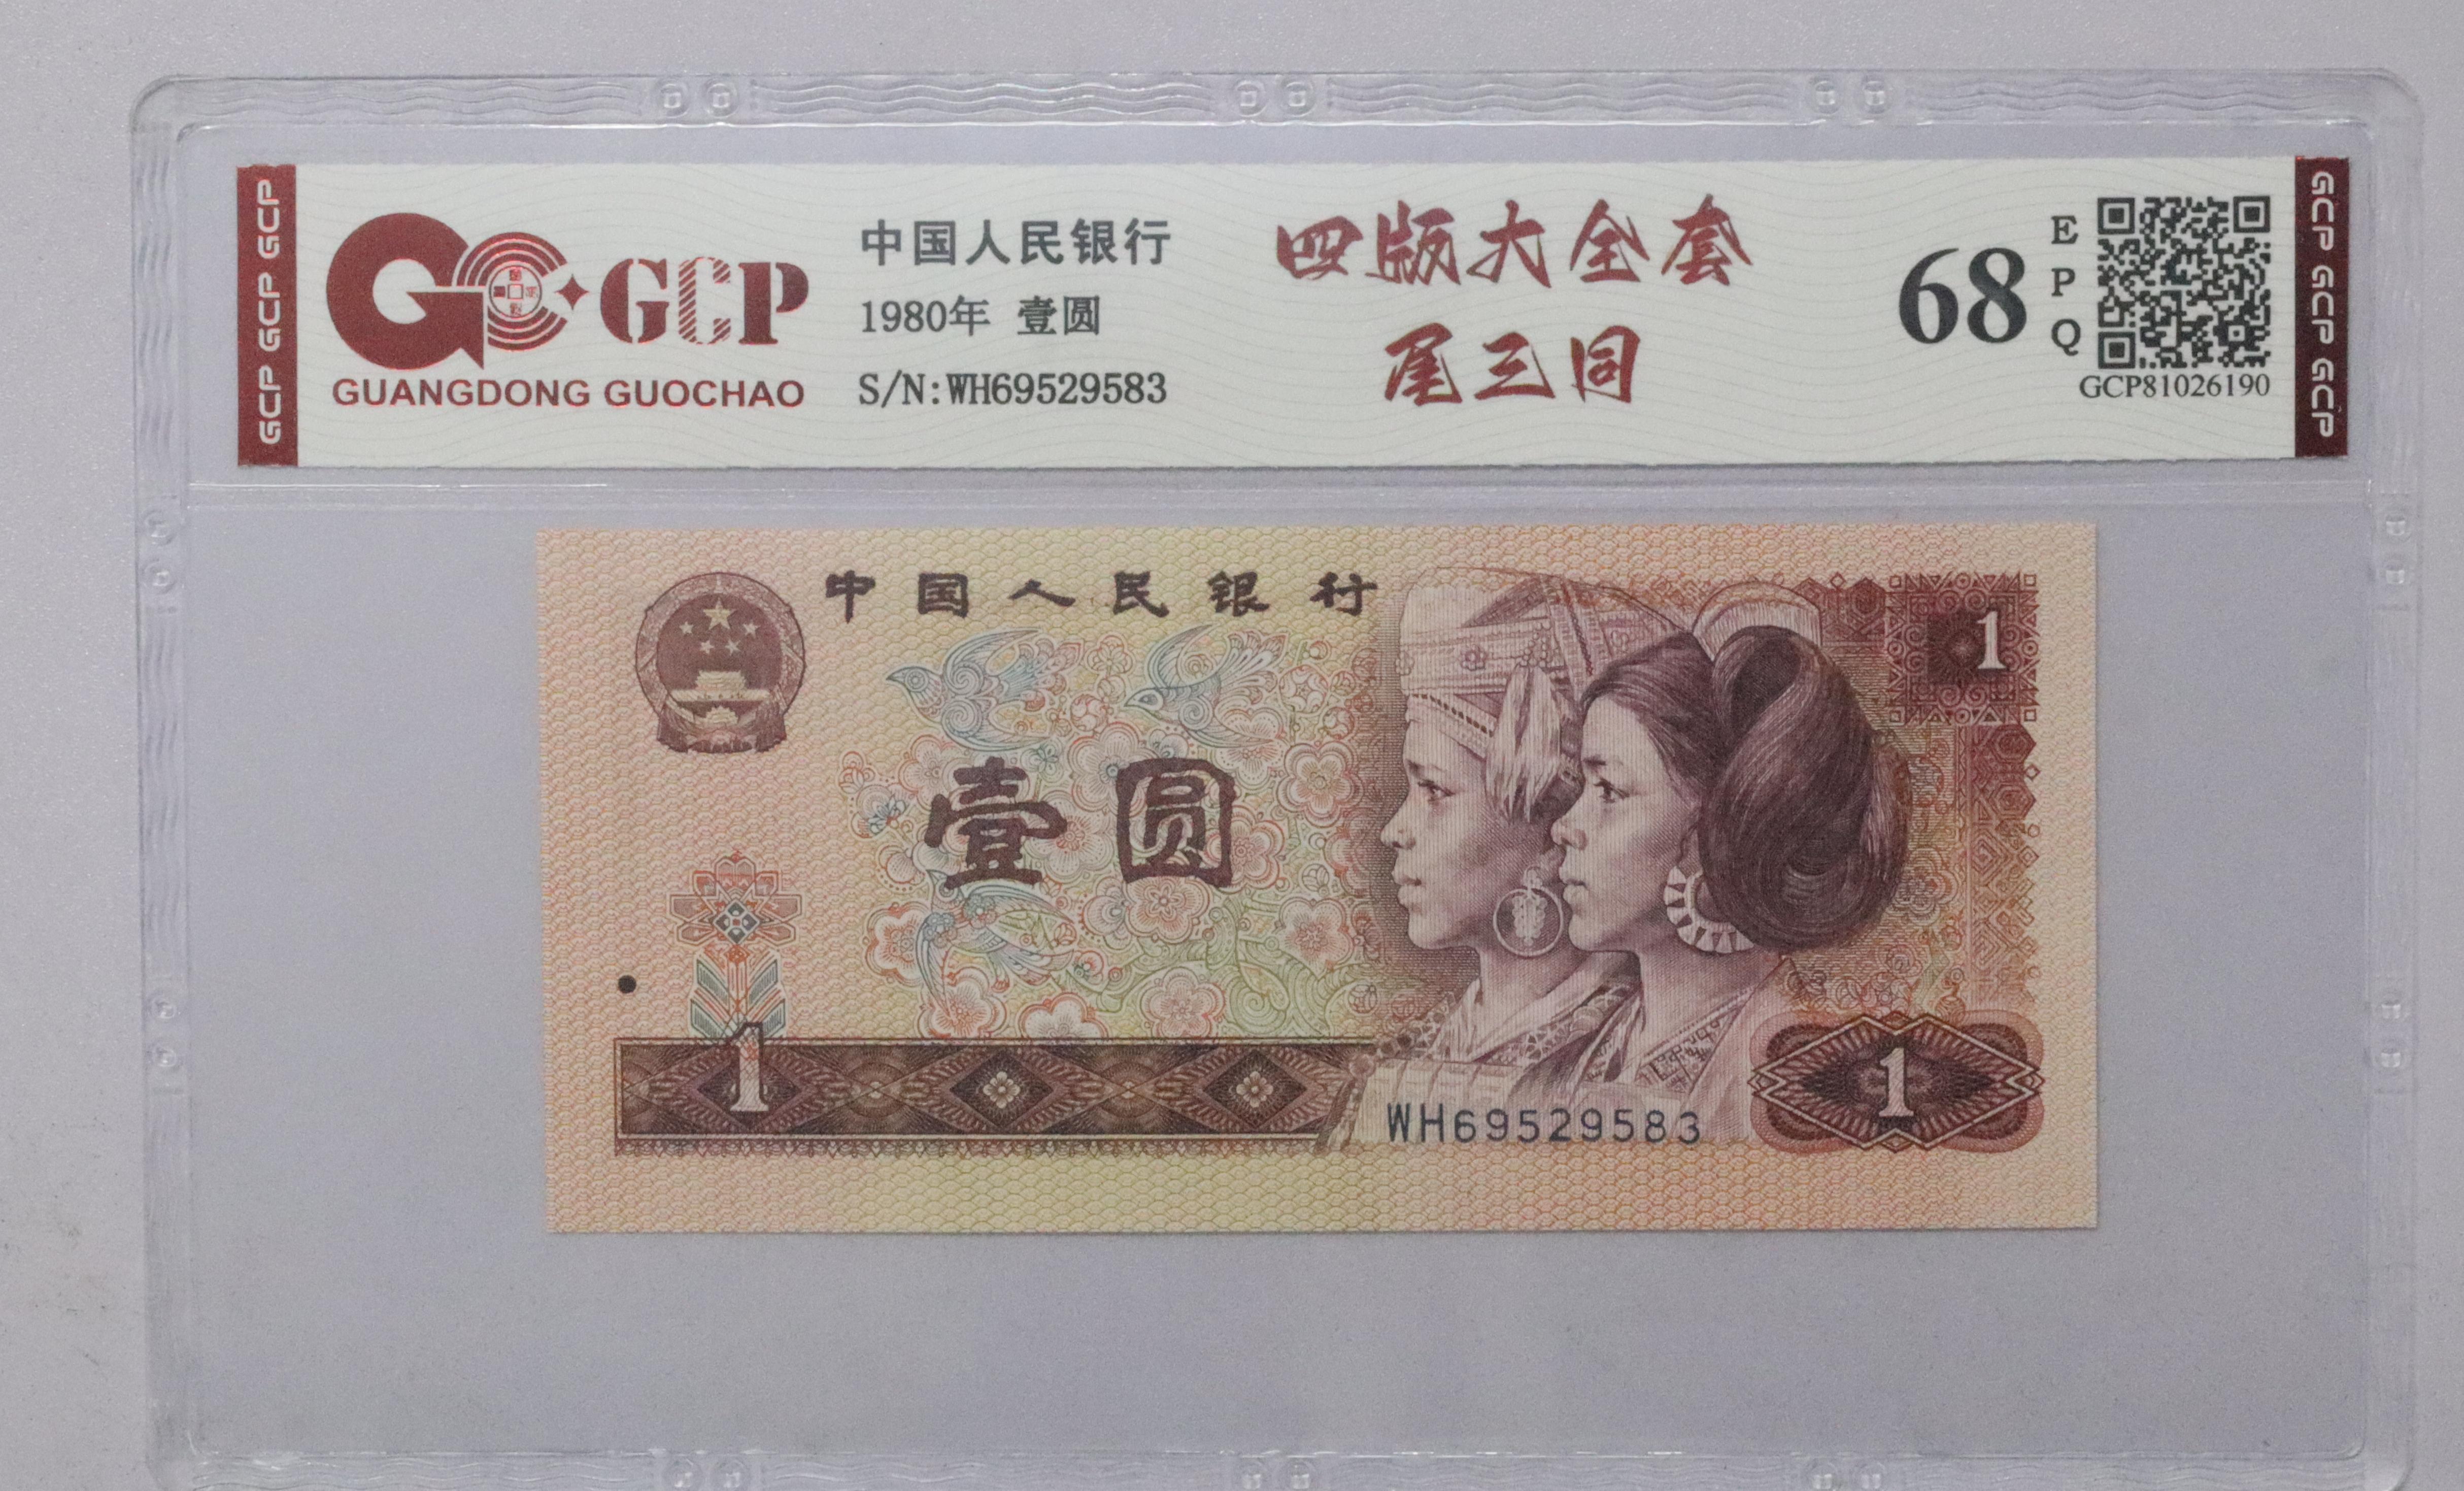 GCP GCP GCP
GCP
GUANGDONG GUOCHAO
中国人民银行
1980年 壹圆
S/N:WH69529583
四版大全套
尾三同
68
EPQ
GCP81026190
GCP GCP GCP
中国人民银行
1
壹圆
1
1
WH69529583